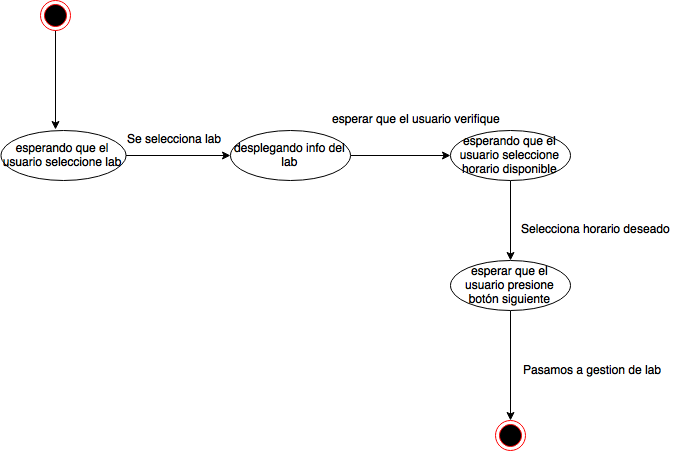 esperando que el
usuario seleccione lab
Se selecciona lab
desplegando info del
lab
esperar que el usuario verifique
esperando que el
usuario seleccione
horario disponible
Selecciona horario deseado
esperar que el
usuario presione
botón siguiente
Pasamos a gestion de lab